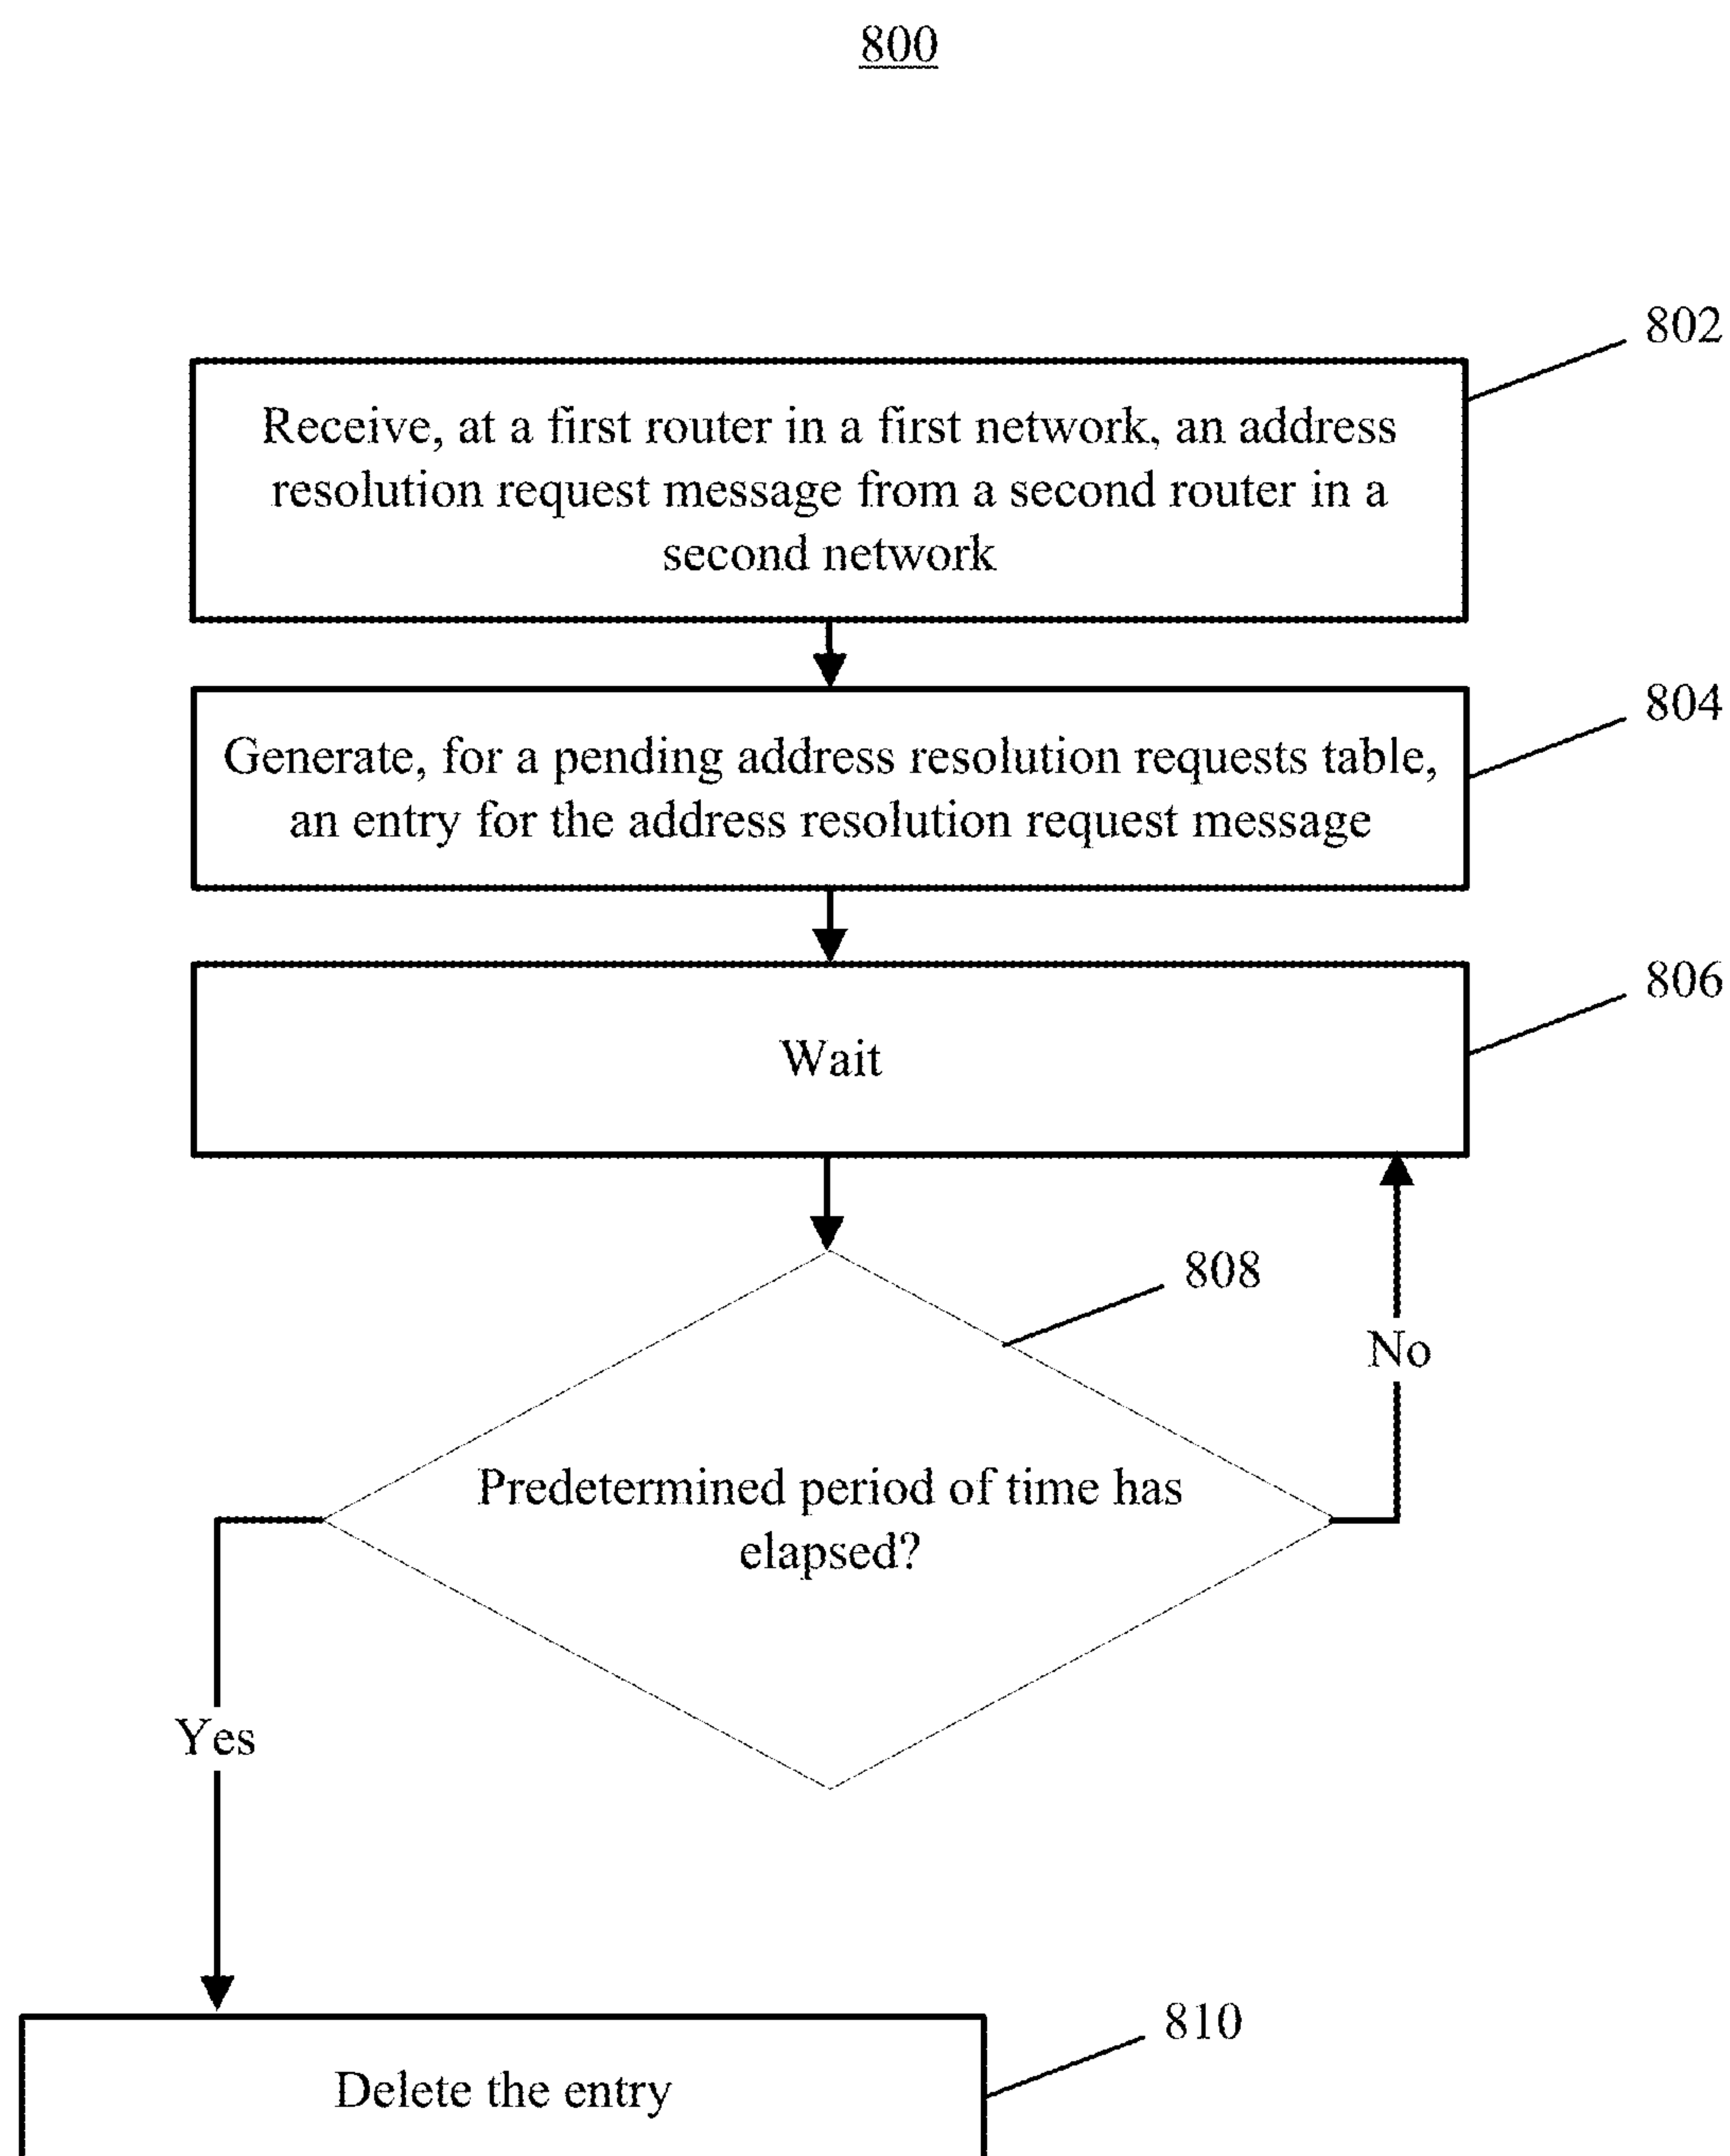 800
802
Receive, at a first router in a first network, an address
resolution request message from a second router in a
second network
804
Generate, for a pending address resolution requests table,
an entry for the address resolution request message
806
Wait
808
No
Predetermined period of time has
elapsed?
Yes
810
Delete the entry